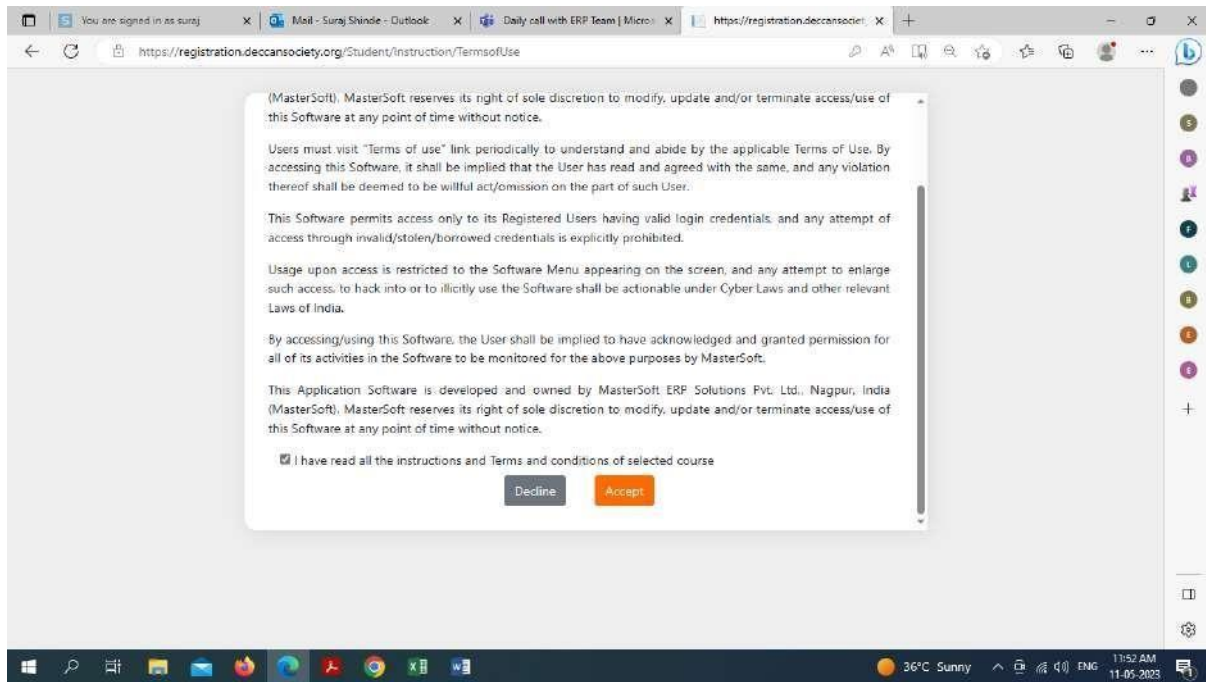 You are signed in as suraj
Mail - Suraj Shinde - Outlook
Daily call with ERP Team | Micro
https://registration.deccansociet
https://registration.deccansociety.org/Student/Instruction/TermsofUse
(MasterSoft). MasterSoft reserves its right of sole discretion to modify, update and/or terminate access/use of
this Software at any point of time without notice.
Users must visit "Terms of use" link periodically to understand and abide by the applicable Terms of Use. By
accessing this Software, it shall be implied that the User has read and agreed with the same, and any violation
thereof shall be deemed to be willful act/omission on the part of such User.
This Software permits access only to its Registered Users having valid login credentials, and any attempt of
access through invalid/stolen/borrowed credentials is explicitly prohibited.
Usage upon access is restricted to the Software Menu appearing on the screen, and any attempt to enlarge
such access, to hack into or to illicitly use the Software shall be actionable under Cyber Laws and other relevant
Laws of India.
By accessing/using this Software, the User shall be implied to have acknowledged and granted permission for
all of its activities in the Software to be monitored for the above purposes by MasterSoft.
This Application Software is developed and owned by MasterSoft ERP Solutions Pvt. Ltd., Nagpur, India
(MasterSoft). MasterSoft reserves its right of sole discretion to modify, update and/or terminate access/use of
this Software at any point of time without notice.
I have read all the instructions and Terms and conditions of selected course
Decline
Accept
36°C Sunny
ENG
11:52 AM
11-05-2023